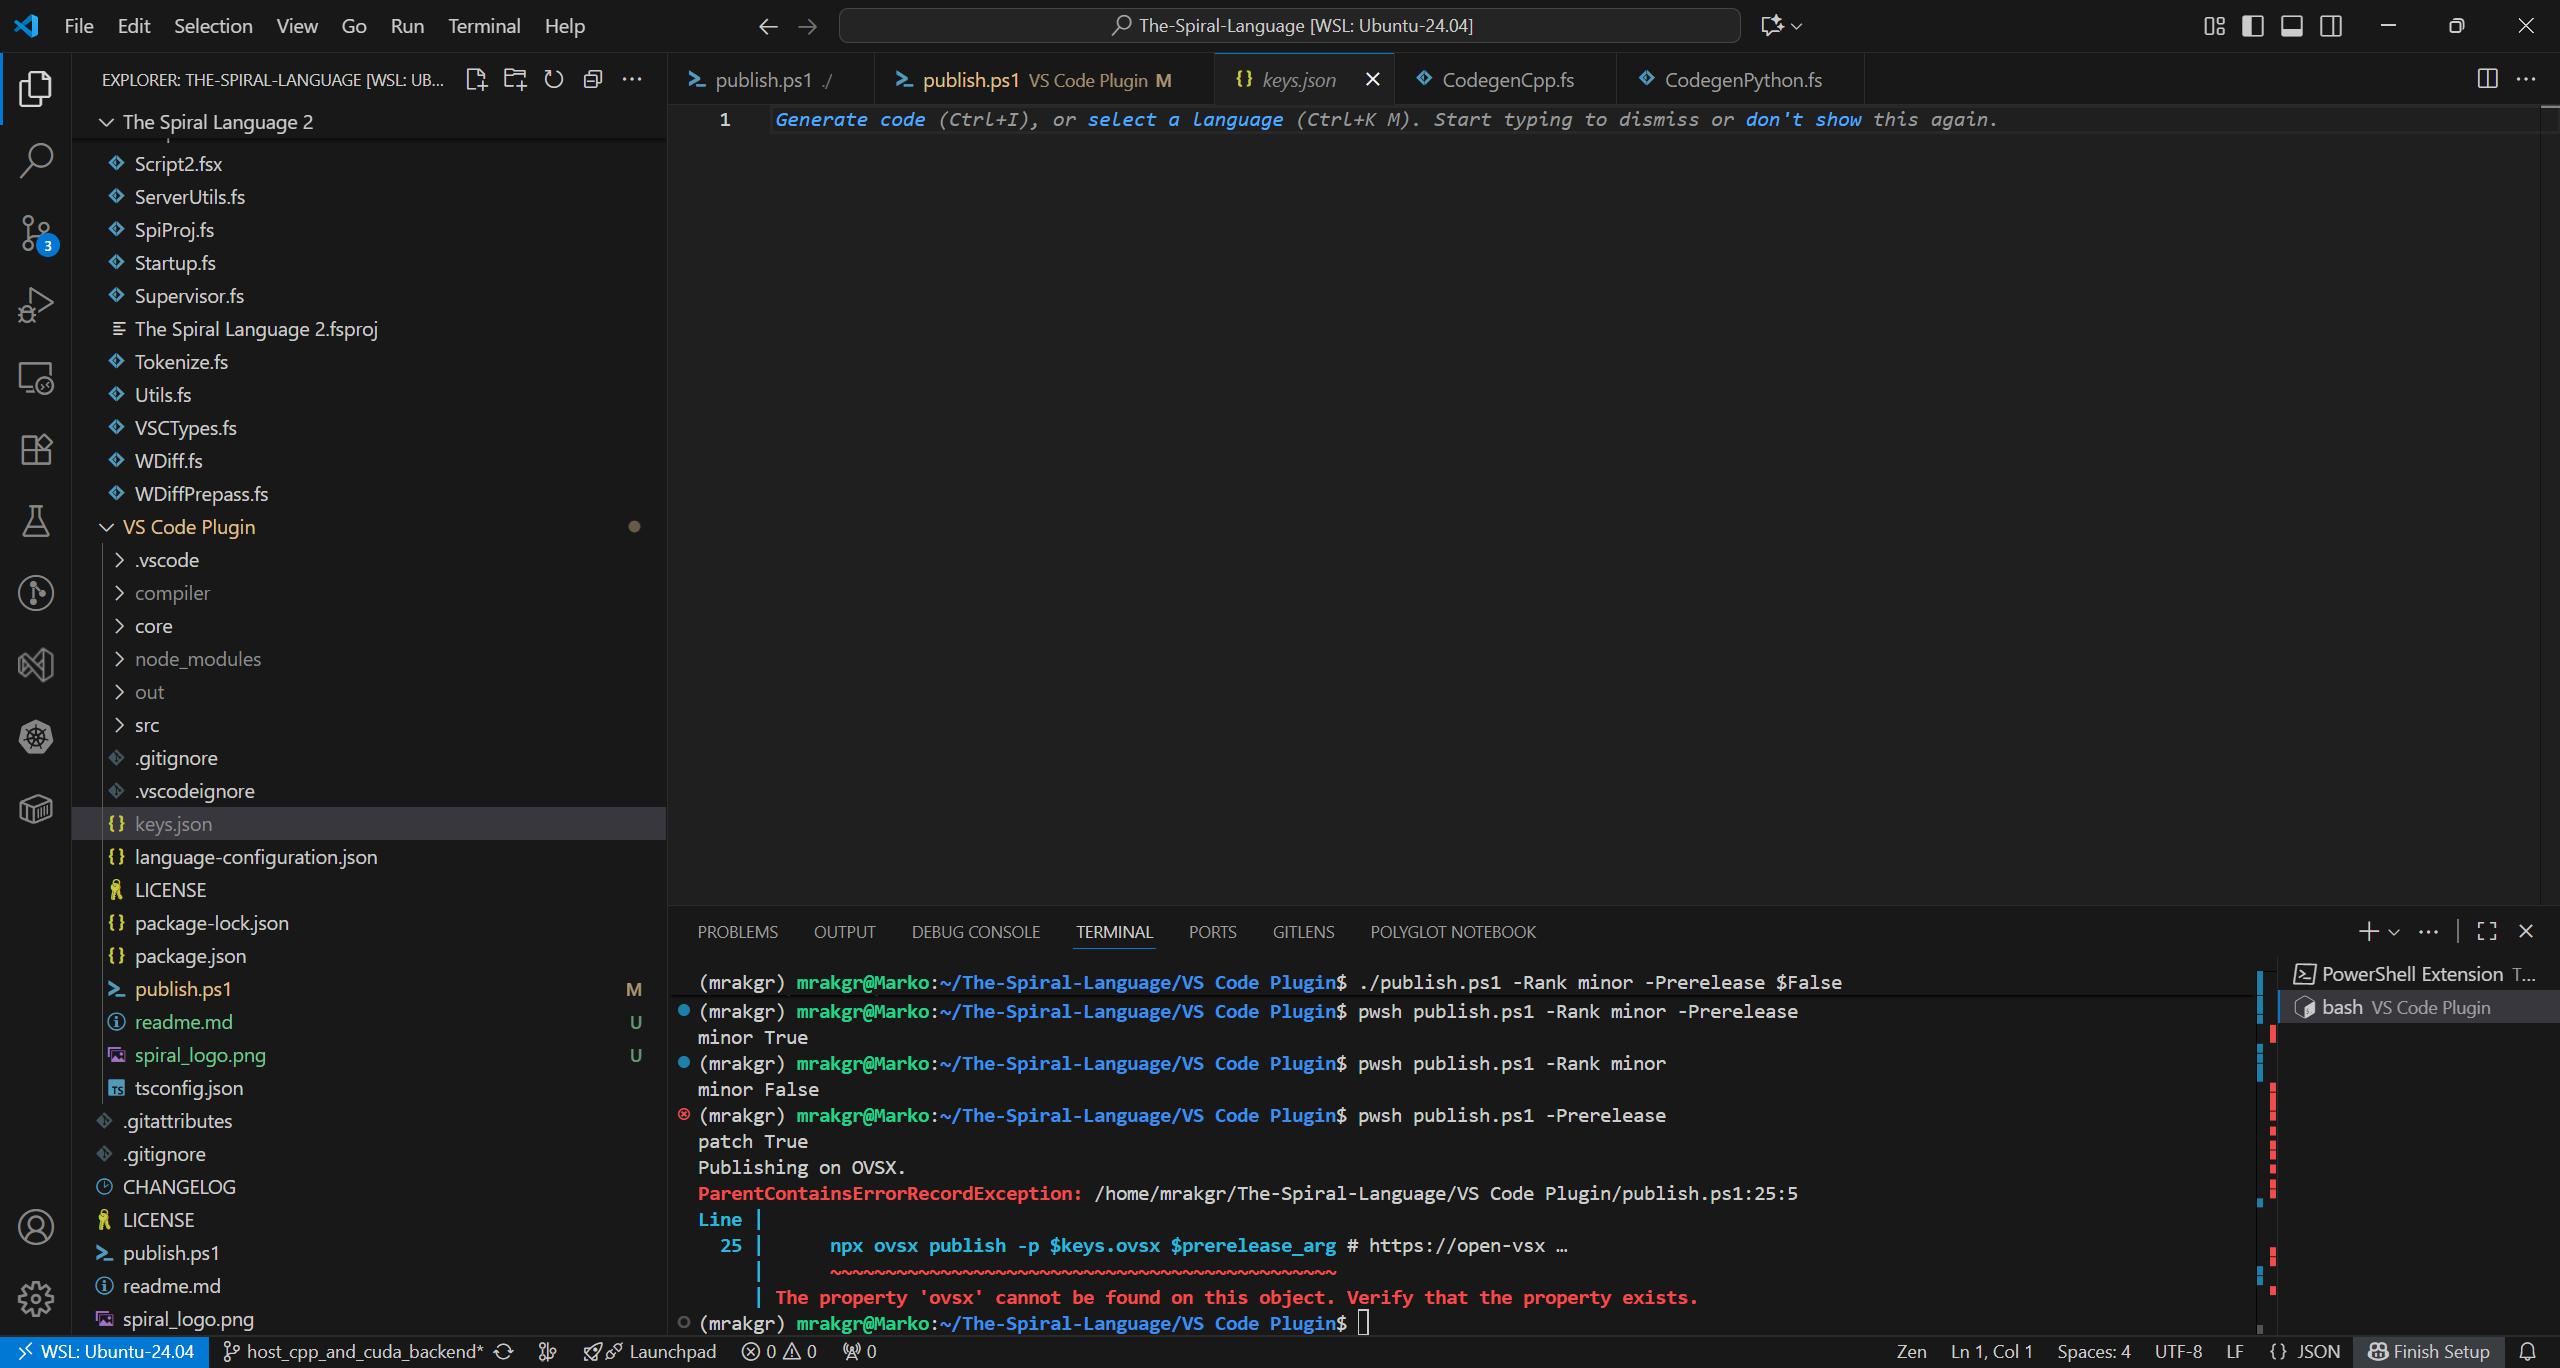 File Edit Selection View Go Run Terminal Help
The-Spiral-Language [WSL: Ubuntu-24.04]
EXPLORER: THE-SPIRAL-LANGUAGE [WSL: UB...
The Spiral Language 2
Script2.fsx
ServerUtils.fs
SpiProj.fs
Startup.fs
Supervisor.fs
The Spiral Language 2.fsproj
Tokenize.fs
Utils.fs
VSCTypes.fs
WDiff.fs
WDiffPrepass.fs
VS Code Plugin
.vscode
compiler
core
node_modules
out
src
.gitignore
.vscodeignore
keys.json
language-configuration.json
LICENSE
package-lock.json
package.json
publish.ps1 M
readme.md U
spiral_logo.png U
tsconfig.json
.gitattributes
.gitignore
CHANGELOG
LICENSE
publish.ps1
readme.md
spiral_logo.png
3
publish.ps1 ./
publish.ps1 VS Code Plugin M
keys.json
CodegenCpp.fs
CodegenPython.fs
1 Generate code (Ctrl+I), or select a language (Ctrl+K M). Start typing to dismiss or don't show this again.
PROBLEMS OUTPUT DEBUG CONSOLE TERMINAL PORTS GITLENS POLYGLOT NOTEBOOK
(mrakgr) mrakgr@Marko:~/The-Spiral-Language/VS Code Plugin$ ./publish.ps1 -Rank minor -Prerelease $False
(mrakgr) mrakgr@Marko:~/The-Spiral-Language/VS Code Plugin$ pwsh publish.ps1 -Rank minor -Prerelease
minor True
(mrakgr) mrakgr@Marko:~/The-Spiral-Language/VS Code Plugin$ pwsh publish.ps1 -Rank minor
minor False
(mrakgr) mrakgr@Marko:~/The-Spiral-Language/VS Code Plugin$ pwsh publish.ps1 -Prerelease
patch True
Publishing on OVSX.
ParentContainsErrorRecordException: /home/mrakgr/The-Spiral-Language/VS Code Plugin/publish.ps1:25:5
Line |
25 | npx ovsx publish -p $keys.ovsx $prerelease_arg # https://open-vsx …
| ~~~~~~~~~~~~~~~~~~~~~~~~~~~~~~~~~~~~~~~~~~~~~~
| The property 'ovsx' cannot be found on this object. Verify that the property exists.
(mrakgr) mrakgr@Marko:~/The-Spiral-Language/VS Code Plugin$
PowerShell Extension T...
bash VS Code Plugin
WSL: Ubuntu-24.04 host_cpp_and_cuda_backend* Launchpad 0 0 0 Zen Ln 1, Col 1 Spaces: 4 UTF-8 LF {} JSON Finish Setup